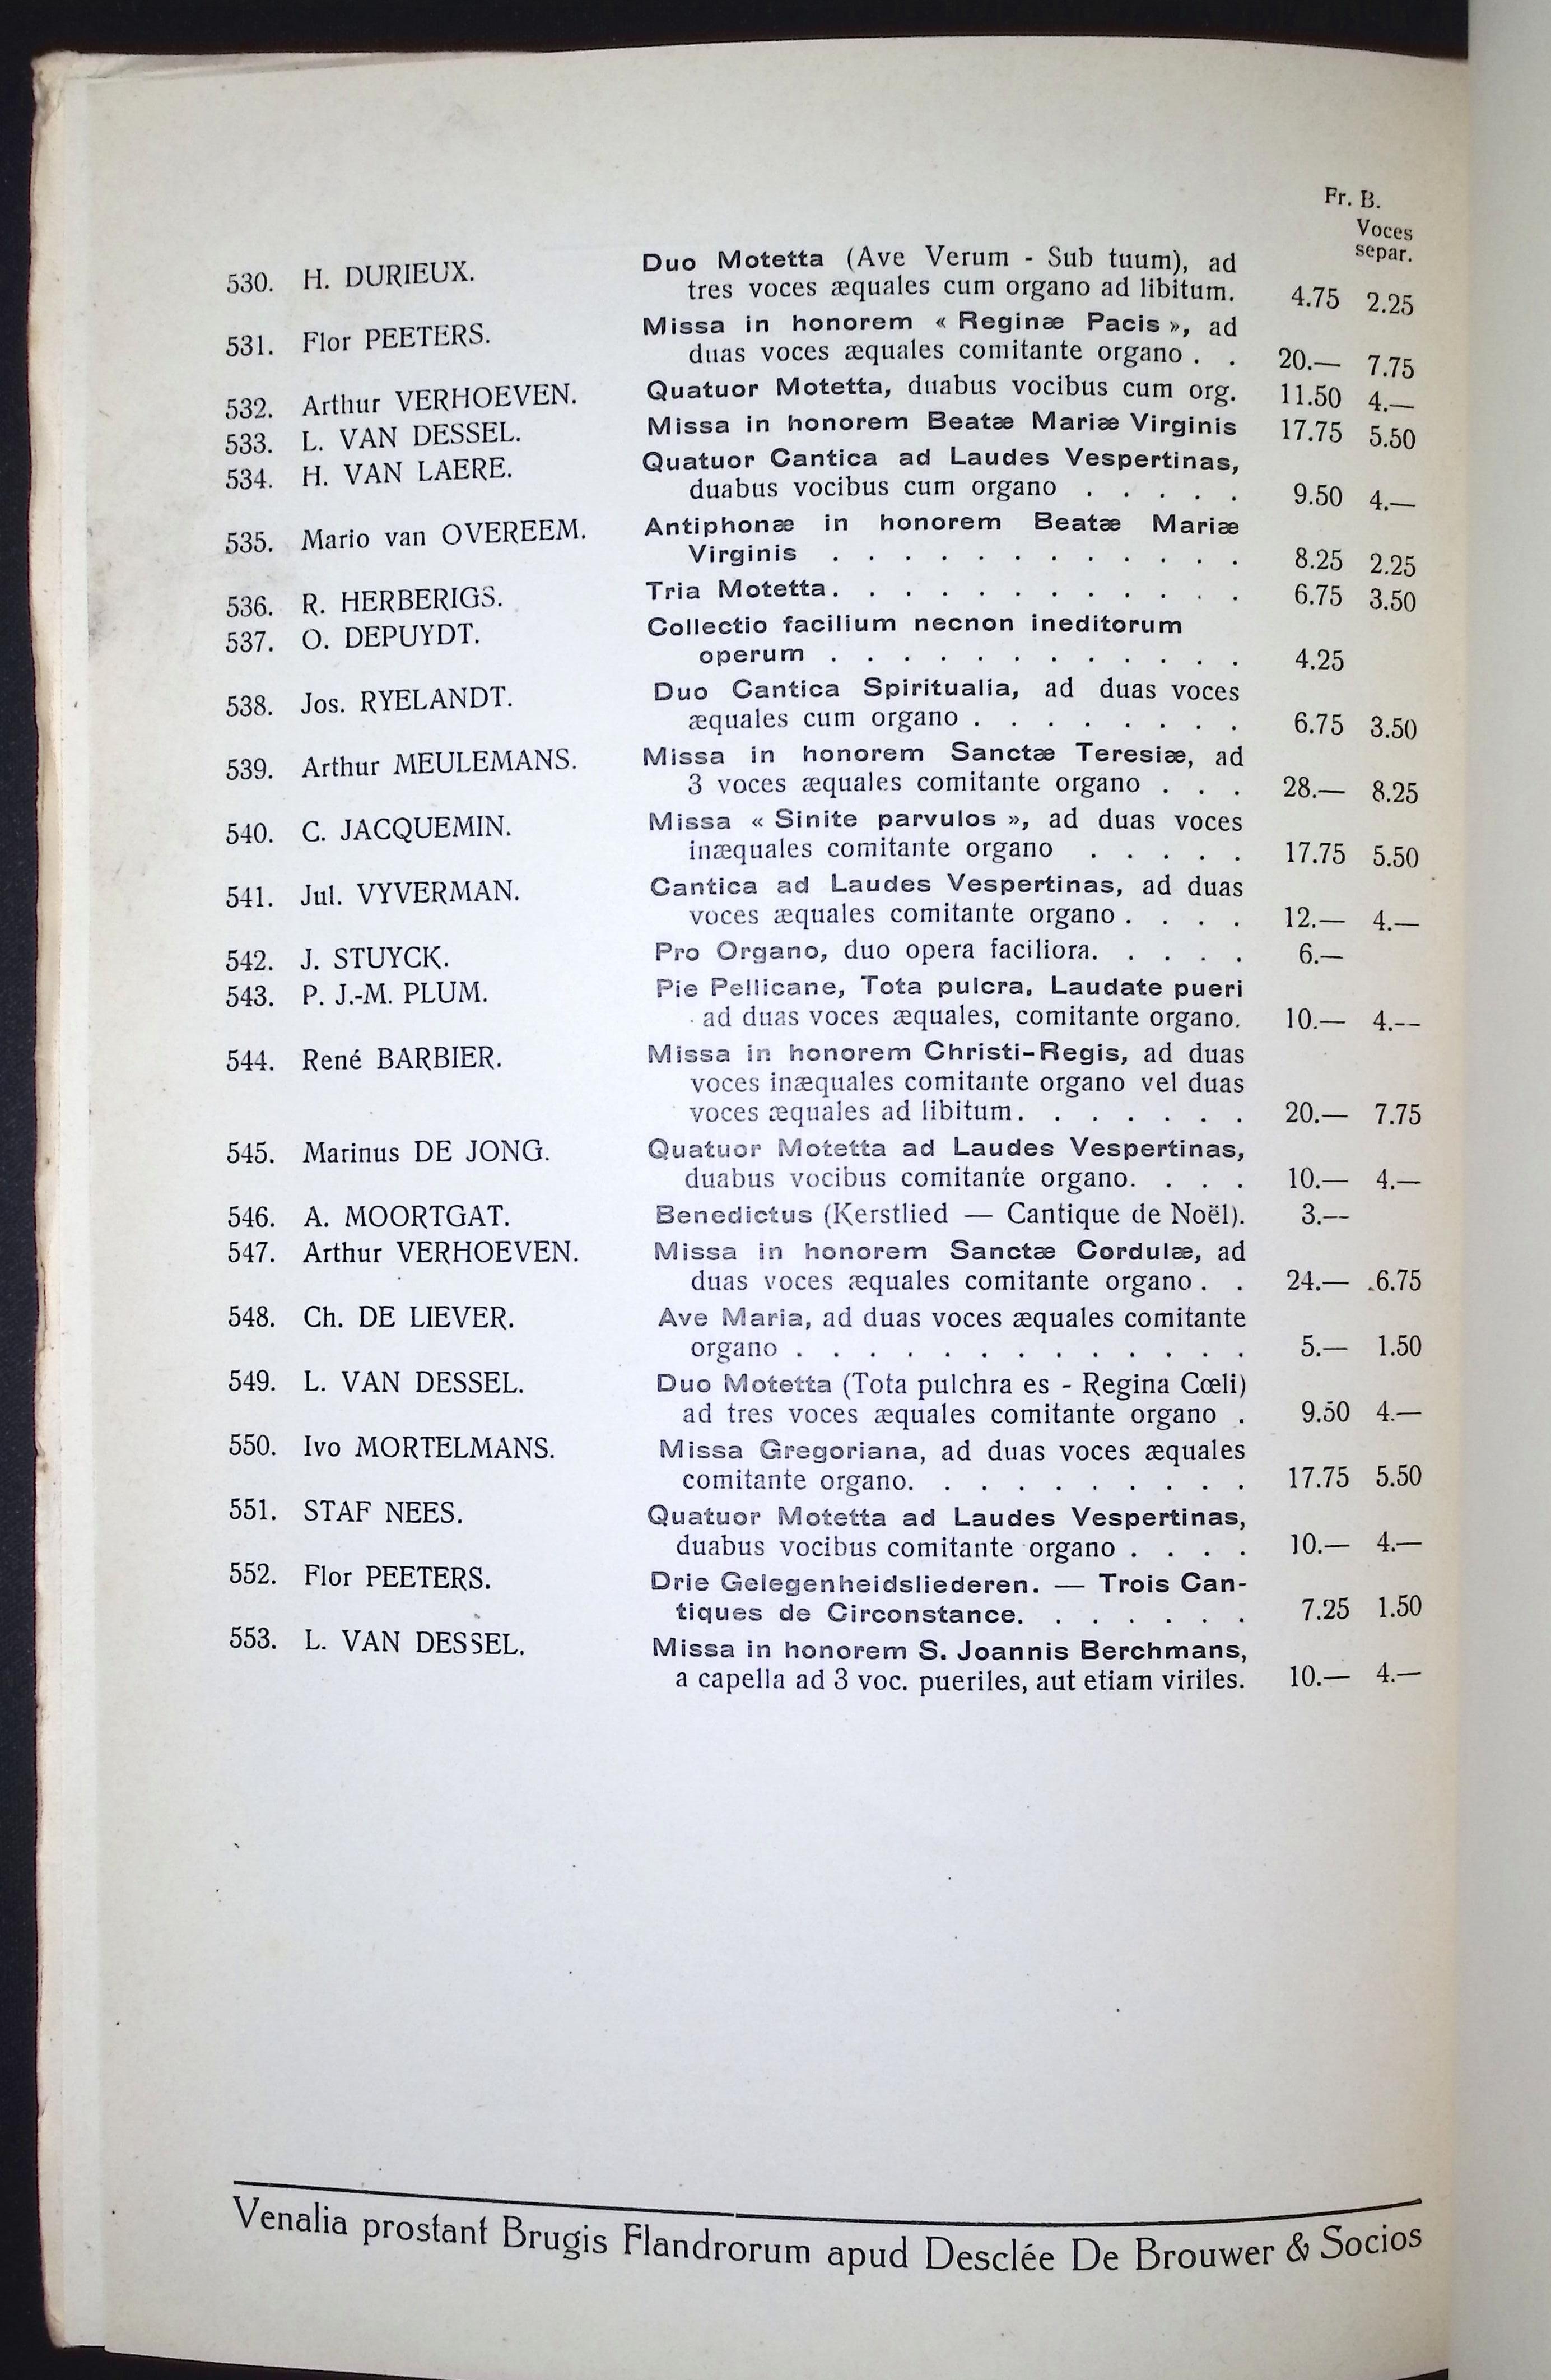 Fr. B.
Voces
separ.
530. H. DURIEUX. Duo Motetta (Ave Verum - Sub tuum), ad
tres voces æquales cum organo ad libitum. 4.75 2.25
531. Flor PEETERS. Missa in honorem « Reginæ Pacis », ad
duas voces æquales comitante organo . . 20.— 7.75
532. Arthur VERHOEVEN. Quatuor Motetta, duabus vocibus cum org. 11.50 4.—
533. L. VAN DESSEL. Missa in honorem Beatæ Mariæ Virginis 17.75 5.50
534. H. VAN LAERE. Quatuor Cantica ad Laudes Vespertinas,
duabus vocibus cum organo . . . . . 9.50 4.—
535. Mario van OVEREEM. Antiphonæ in honorem Beatæ Mariæ
Virginis . . . . . . . . . . . . 8.25 2.25
536. R. HERBERIGS. Tria Motetta. . . . . . . . . . . . 6.75 3.50
537. O. DEPUYDT. Collectio facilium necnon ineditorum
operum . . . . . . . . . . . . 4.25
538. Jos. RYELANDT. Duo Cantica Spiritualia, ad duas voces
æquales cum organo . . . . . . . . 6.75 3.50
539. Arthur MEULEMANS. Missa in honorem Sanctæ Teresiæ, ad
3 voces æquales comitante organo . . . 28.— 8.25
540. C. JACQUEMIN. Missa « Sinite parvulos », ad duas voces
inæquales comitante organo . . . . . 17.75 5.50
541. Jul. VYVERMAN. Cantica ad Laudes Vespertinas, ad duas
voces æquales comitante organo . . . . 12.— 4.—
542. J. STUYCK. Pro Organo, duo opera faciliora. . . . . 6.—
543. P. J.-M. PLUM. Pie Pellicane, Tota pulcra. Laudate pueri
ad duas voces æquales, comitante organo. 10.— 4.--
544. René BARBIER. Missa in honorem Christi-Regis, ad duas
voces inæquales comitante organo vel duas
voces æquales ad libitum. . . . . . . 20.— 7.75
545. Marinus DE JONG. Quatuor Motetta ad Laudes Vespertinas,
duabus vocibus comitante organo. . . . 10.— 4.—
546. A. MOORTGAT. Benedictus (Kerstlied — Cantique de Noël). 3.--
547. Arthur VERHOEVEN. Missa in honorem Sanctæ Cordulæ, ad
duas voces æquales comitante organo . . 24.— .6.75
548. Ch. DE LIEVER. Ave Maria, ad duas voces æquales comitante
organo . . . . . . . . . . . . . 5.— 1.50
549. L. VAN DESSEL. Duo Motetta (Tota pulchra es - Regina Cœli)
ad tres voces æquales comitante organo . 9.50 4.—
550. Ivo MORTELMANS. Missa Gregoriana, ad duas voces æquales
comitante organo. . . . . . . . . . 17.75 5.50
551. STAF NEES. Quatuor Motetta ad Laudes Vespertinas,
duabus vocibus comitante organo . . . . 10.— 4.—
552. Flor PEETERS. Drie Gelegenheidsliederen. — Trois Can-
tiques de Circonstance. . . . . . . 7.25 1.50
553. L. VAN DESSEL. Missa in honorem S. Joannis Berchmans,
a capella ad 3 voc. pueriles, aut etiam viriles. 10.— 4.—
Venalia prostant Brugis Flandrorum apud Desclée De Brouwer & Socios